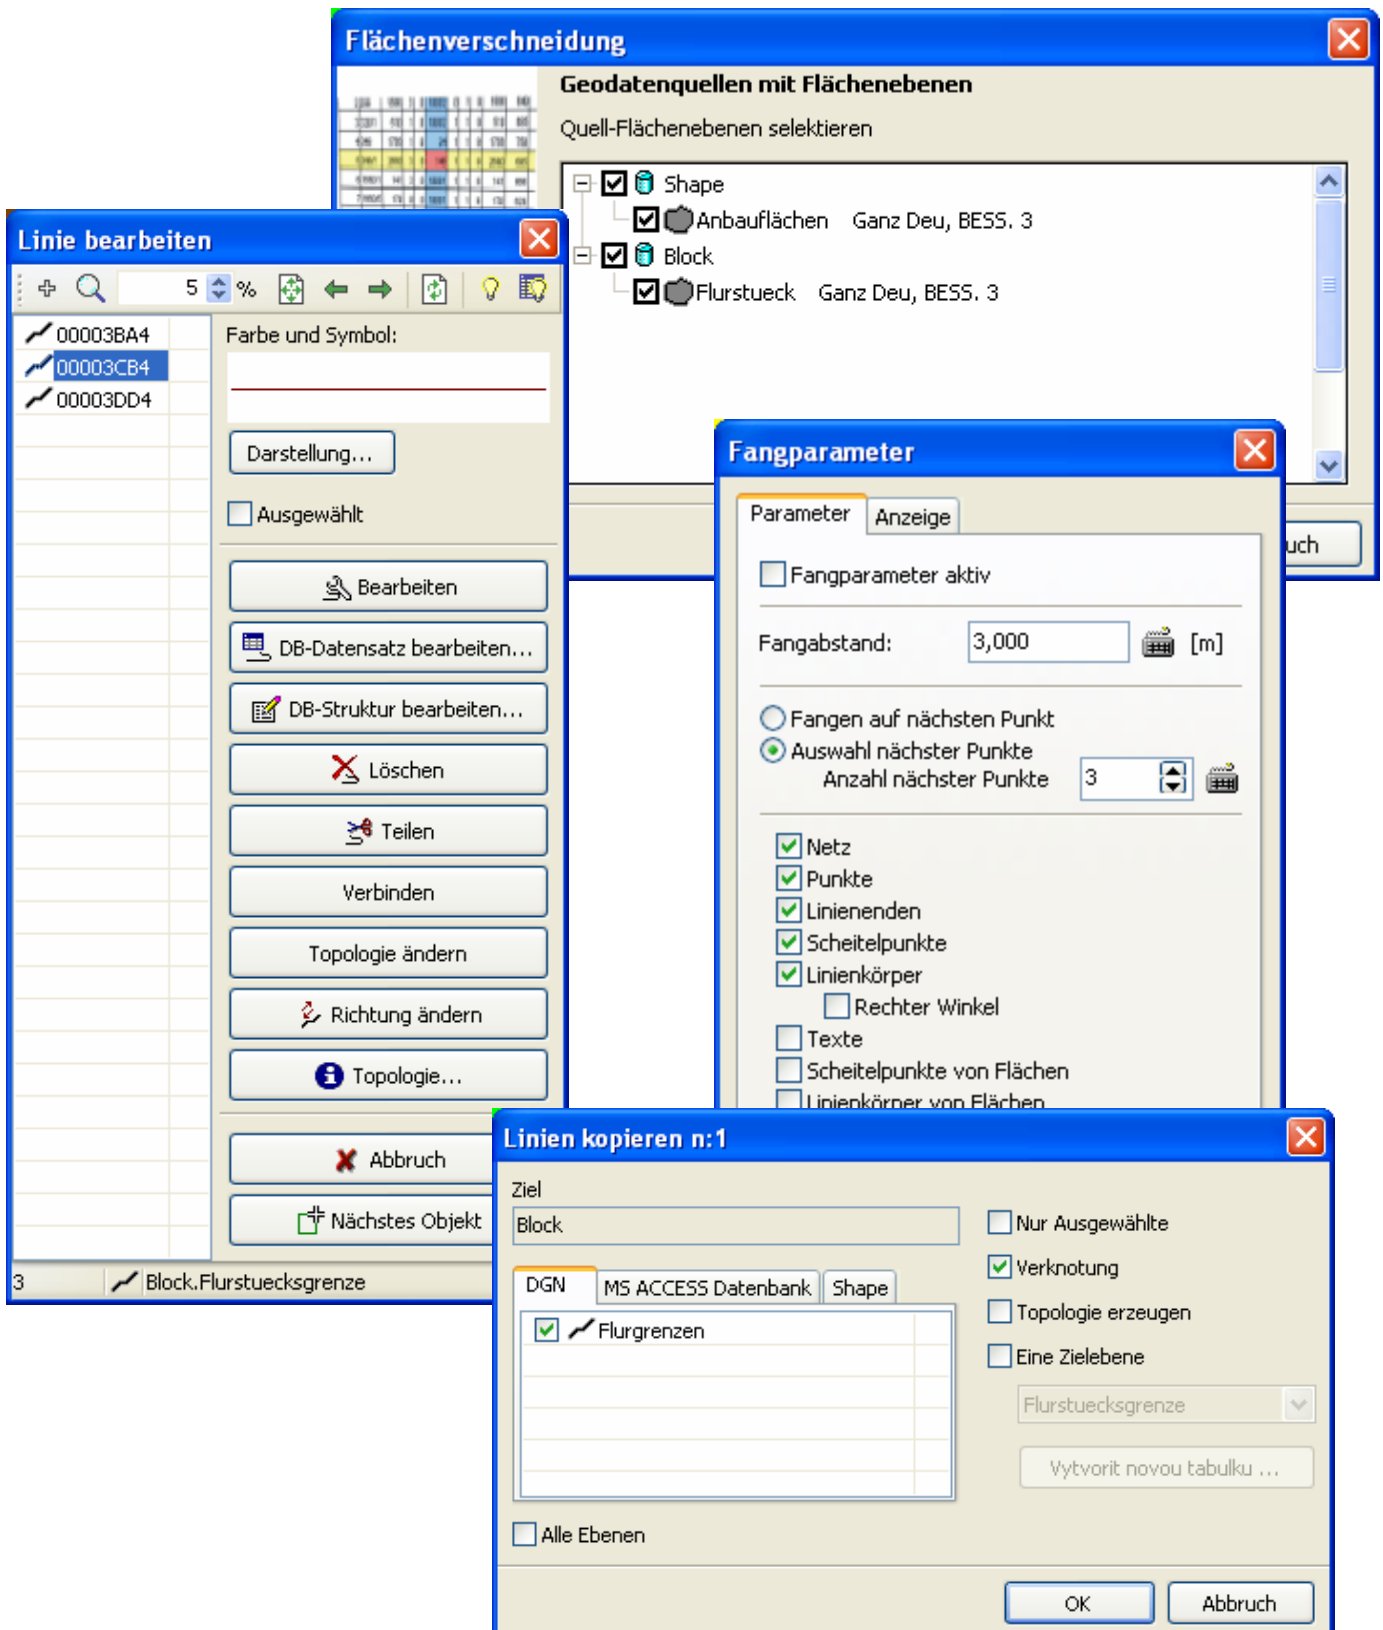 Flächenverschneidung
Geodatenquellen mit Flächenebenen
Quell-Flächenebenen selektieren
Shape
Anbauflächen Ganz Deu, BESS. 3
Block
Flurstueck Ganz Deu, BESS. 3
uch
Linie bearbeiten
5 %
00003BA4
00003CB4
00003DD4
Farbe und Symbol:
Darstellung...
Ausgewählt
Bearbeiten
DB-Datensatz bearbeiten...
DB-Struktur bearbeiten...
Löschen
Teilen
Verbinden
Topologie ändern
Richtung ändern
Topologie...
Abbruch
Nächstes Objekt
3 Block.Flurstuecksgrenze
Fangparameter
Parameter Anzeige
Fangparameter aktiv
Fangabstand: 3,000 [m]
Fangen auf nächsten Punkt
Auswahl nächster Punkte
Anzahl nächster Punkte 3
Netz
Punkte
Linienenden
Scheitelpunkte
Linienkörper
Rechter Winkel
Texte
Scheitelpunkte von Flächen
Linienkörper von Flächen
Linien kopieren n:1
Ziel
Block
DGN MS ACCESS Datenbank Shape
Flurgrenzen
Alle Ebenen
Nur Ausgewählte
Verknotung
Topologie erzeugen
Eine Zielebene
Flurstuecksgrenze
Vytvorit novou tabulku ...
OK Abbruch